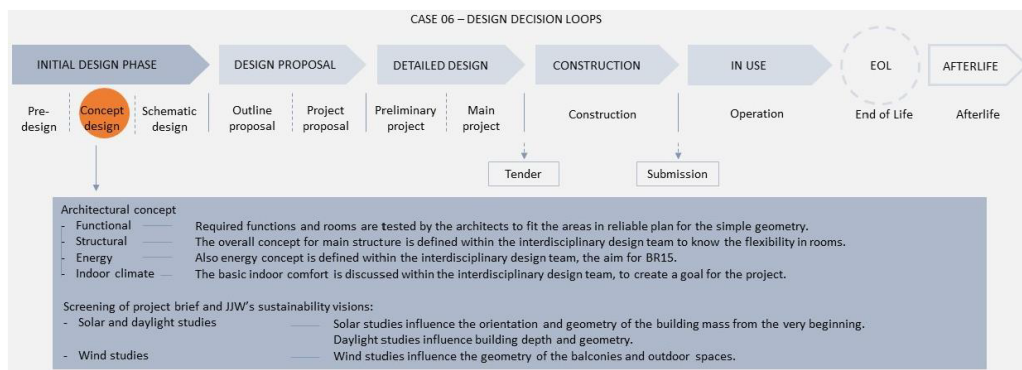 CASE 06 – DESIGN DECISION LOOPS
INITIAL DESIGN PHASE
DESIGN PROPOSAL
DETAILED DESIGN
CONSTRUCTION
IN USE
EOL
AFTERLIFE
Pre-
design
Concept
design
Schematic
design
Outline
proposal
Project
proposal
Preliminary
project
Main
project
Construction
Operation
End of Life
Afterlife
Tender
Submission
Architectural concept
- Functional Required functions and rooms are tested by the architects to fit the areas in reliable plan for the simple geometry.
- Structural The overall concept for main structure is defined within the interdisciplinary design team to know the flexibility in rooms.
- Energy Also energy concept is defined within the interdisciplinary design team, the aim for BR15.
- Indoor climate The basic indoor comfort is discussed within the interdisciplinary design team, to create a goal for the project.
Screening of project brief and JJW's sustainability visions:
- Solar and daylight studies Solar studies influence the orientation and geometry of the building mass from the very beginning.
Daylight studies influence building depth and geometry.
- Wind studies Wind studies influence the geometry of the balconies and outdoor spaces.